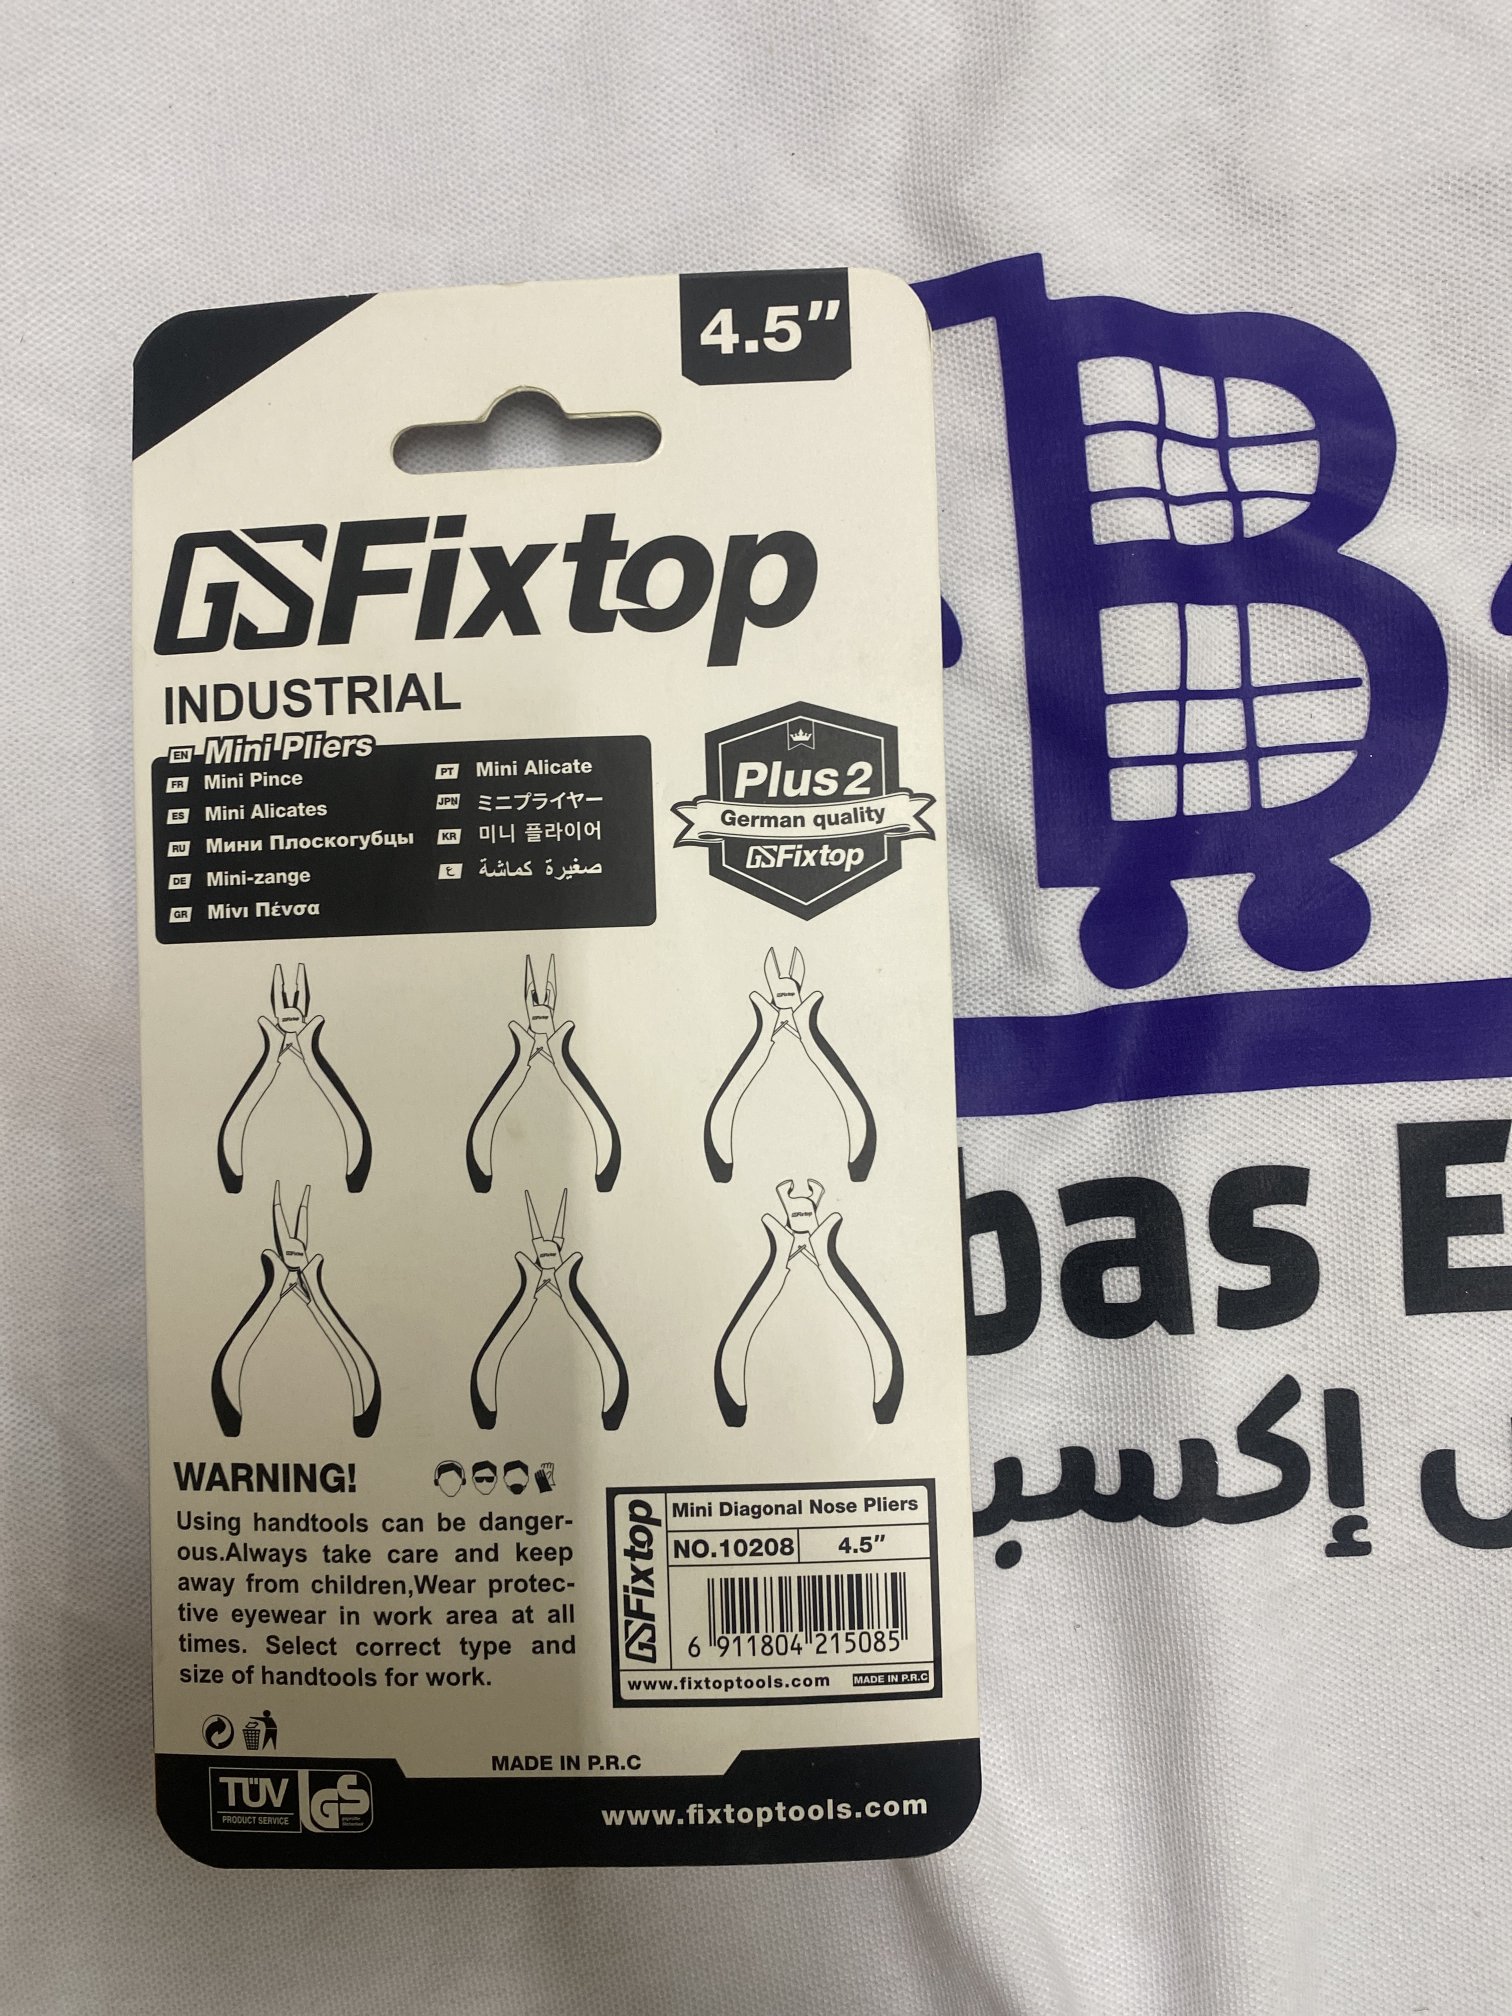 4.5"
GSFixtop
INDUSTRIAL
EN Mini Pliers
FR Mini Pince
ES Mini Alicates
RU Мини Плоскогубцы
DE Mini-zange
GR Μίνι Πένσα
PT Mini Alicate
JPN ミニプライヤー
KR 미니 플라이어
ع صغيرة كماشة
Plus 2
German quality
GSFixtop
WARNING!
Using handtools can be danger-
ous.Always take care and keep
away from children,Wear protec-
tive eyewear in work area at all
times. Select correct type and
size of handtools for work.
GSFixtop
Mini Diagonal Nose Pliers
NO.10208 4.5"
6 911804 215085
www.fixtoptools.com MADE IN P.R.C
MADE IN P.R.C
TÜV
PRODUCT SERVICE
GS
geprüfte
Sicherheit
www.fixtoptools.com
bas E
س إكسب